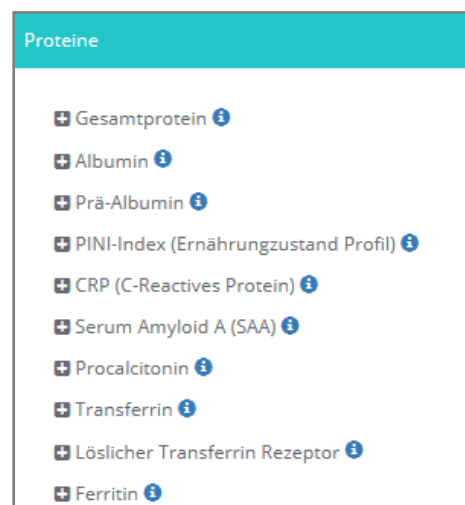 Proteine
Gesamtprotein
Albumin
Prä-Albumin
PINI-Index (Ernährungzustand Profil)
CRP (C-Reactives Protein)
Serum Amyloid A (SAA)
Procalcitonin
Transferrin
Löslicher Transferrin Rezeptor
Ferritin